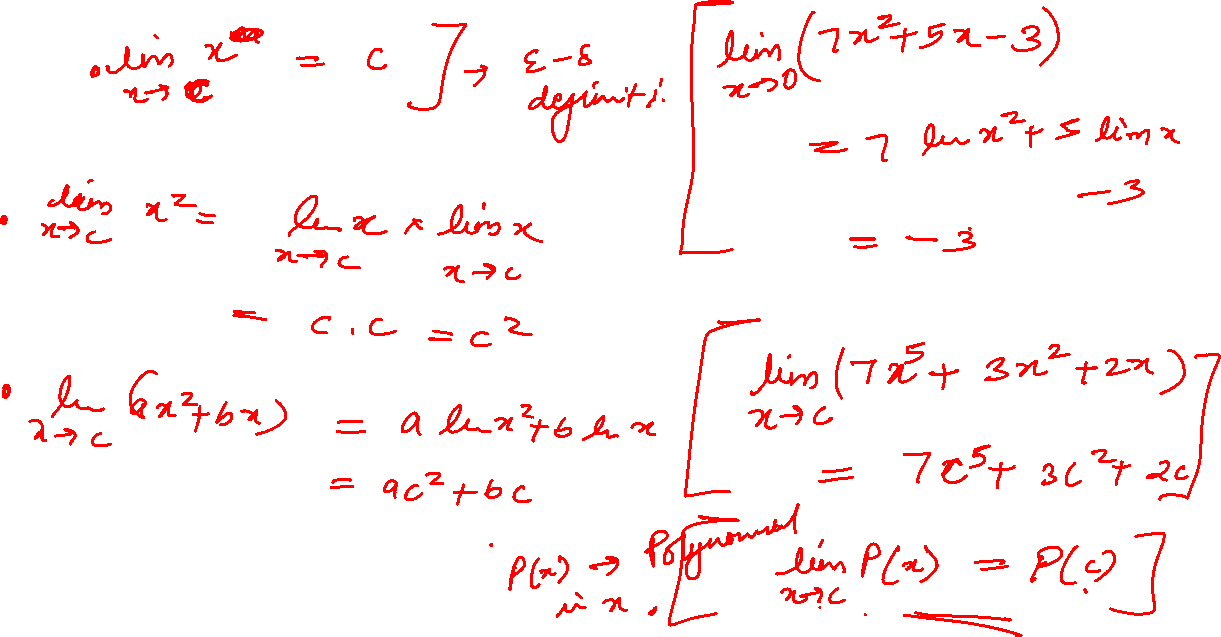 • lim x = c ] → ε-δ
x→c definiti.
• lim x² = lim x × lim x
x→c x→c x→c
= c . c = c²
• lim (ax²+bx) = a lim x²+b lim x
x→c
= ac²+bc
[ lim (7x²+5x-3)
x→0
= 7 lim x²+ 5 lim x
-3
= -3
[ lim (7x⁵+ 3x²+2x) ]
x→c
= 7c⁵+ 3c²+ 2c
P(x) → Polynomial
in x .
[ lim P(x) = P(c) ]
x→c